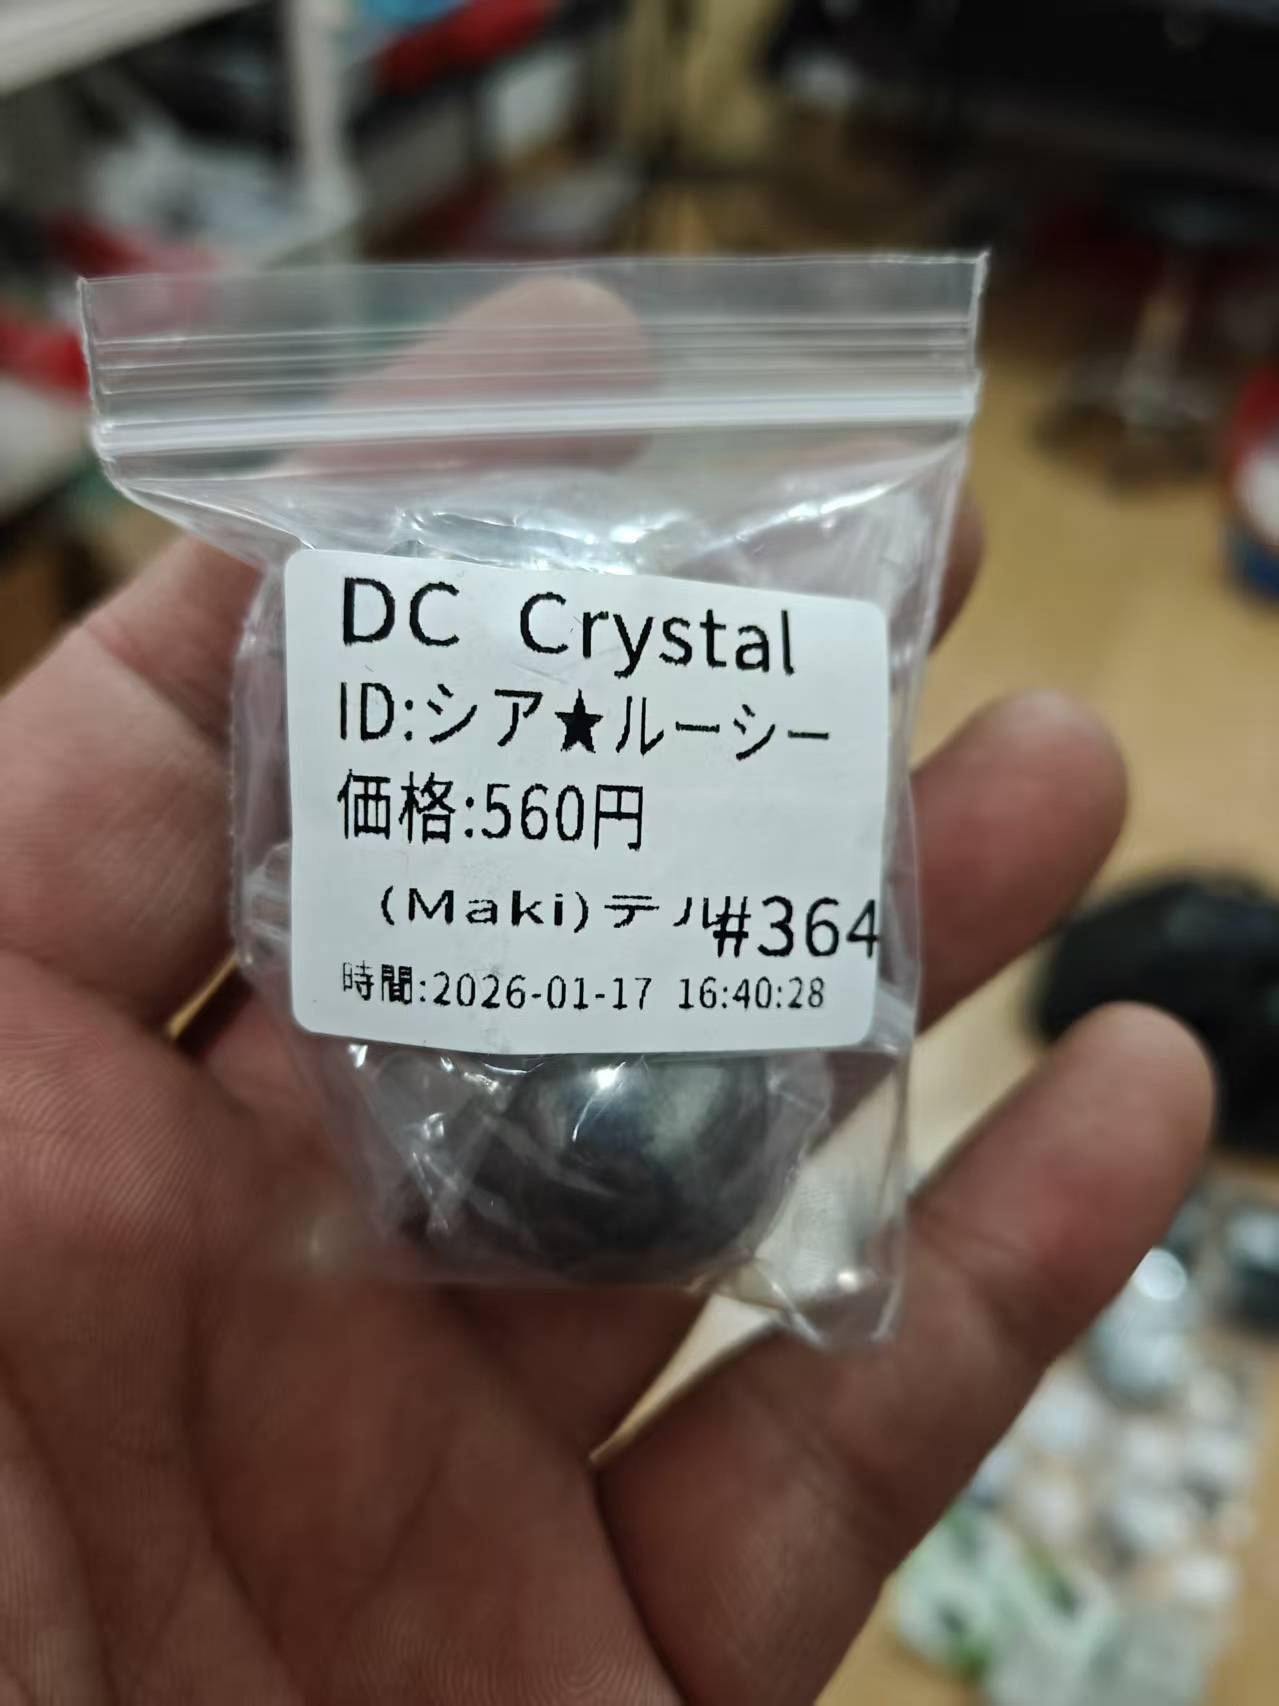 DC Crystal
ID:シア★ルーシー
価格:560円
(Maki)テル#364
時間:2026-01-17 16:40:28